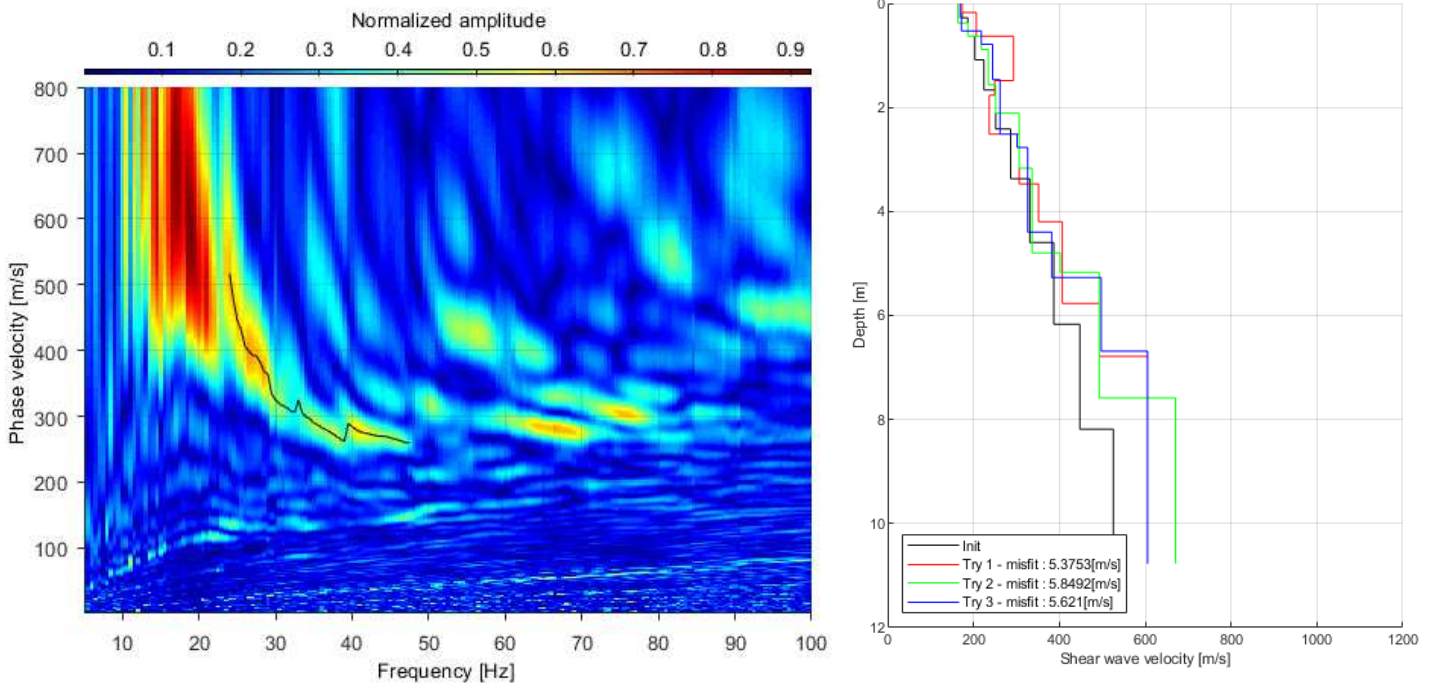 Normalized amplitude
0.1 0.2 0.3 0.4 0.5 0.6 0.7 0.8 0.9
800
700
600
500
400
300
200
100
Phase velocity [m/s]
10 20 30 40 50 60 70 80 90 100
Frequency [Hz]
0
2
4
6
8
10
12
Depth [m]
Init
Try 1 - misfit : 5.3753[m/s]
Try 2 - misfit : 5.8492[m/s]
Try 3 - misfit : 5.621[m/s]
0 200 400 600 800 1000 1200
Shear wave velocity [m/s]